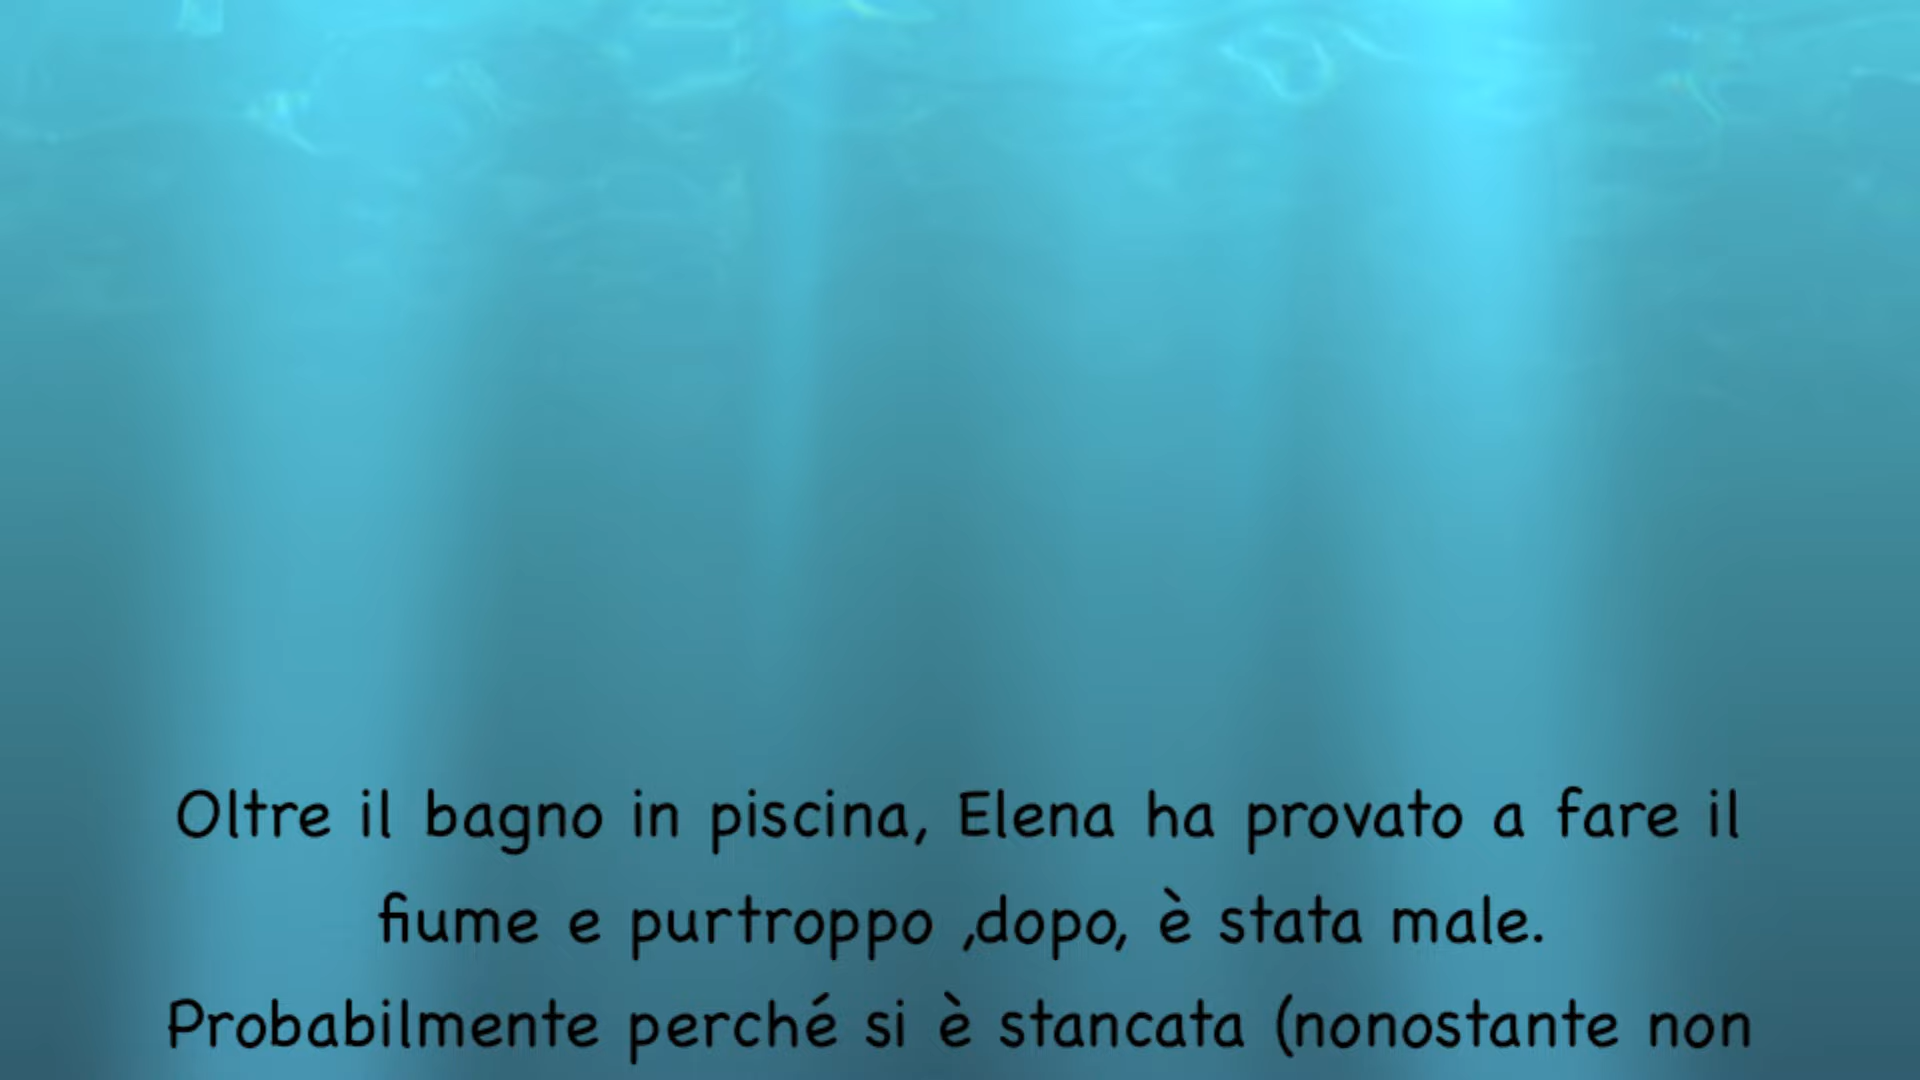 Oltre il bagno in piscina, Elena ha provato a fare il
fiume e purtroppo ,dopo, è stata male.
Probabilmente perché si è stancata (nonostante non